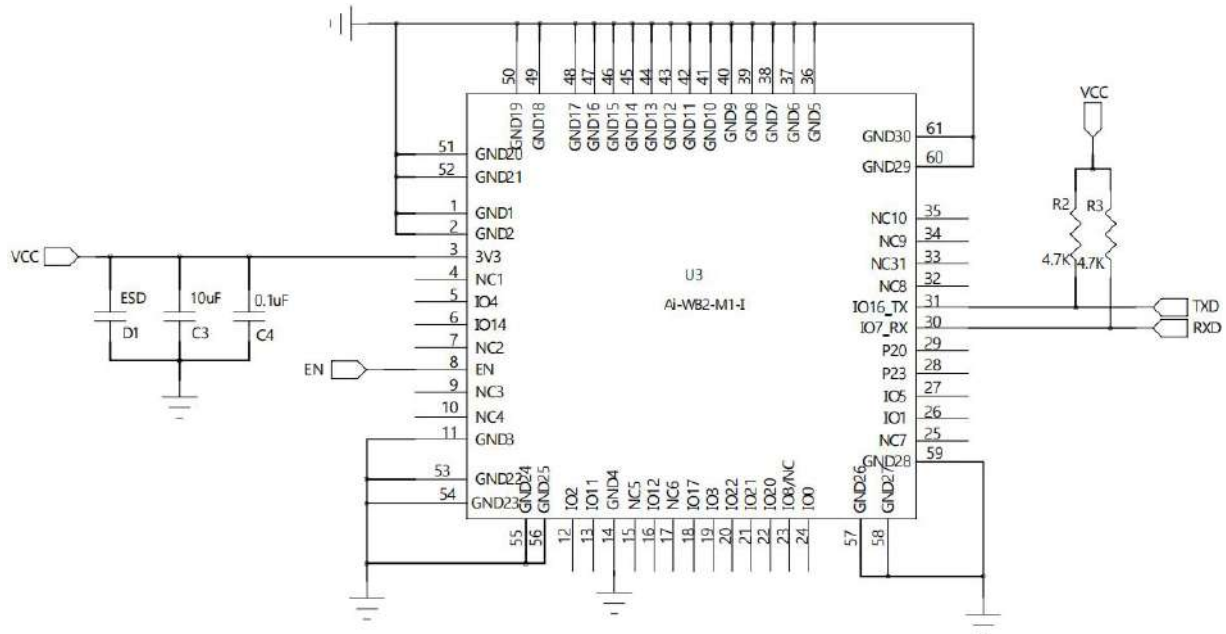 50 49 48 47 46 45 44 43 42 41 40 39 38 37 36
GND19 GND18 GND17 GND16 GND15 GND14 GND13 GND12 GND11 GND10 GND9 GND8 GND7 GND6 GND5
51 GND20
52 GND21
1 GND1
2 GND2
VCC
3 3V3
4 NC1
5 IO4
6 IO14
7 NC2
EN
8 EN
9 NC3
10 NC4
11 GND3
53 GND22
54 GND23
ESD
D1
10uF
C3
0.1uF
C4
U3
Ai-WB2-M1-I
GND30 61
GND29 60
NC10 35
NC9 34
NC31 33
NC8 32
IO16_TX 31
IO7_RX 30
P20 29
P23 28
IO5 27
IO1 26
NC7 25
GND28 59
VCC
R2 R3
4.7K 4.7K
TXD
RXD
GND24 GND25 IO2 IO11 GND4 NC5 IO12 NC6 IO17 IO3 IO22 IO21 IO20 IO8/NC IO0 GND26 GND27
55 56 12 13 14 15 16 17 18 19 20 21 22 23 24 57 58